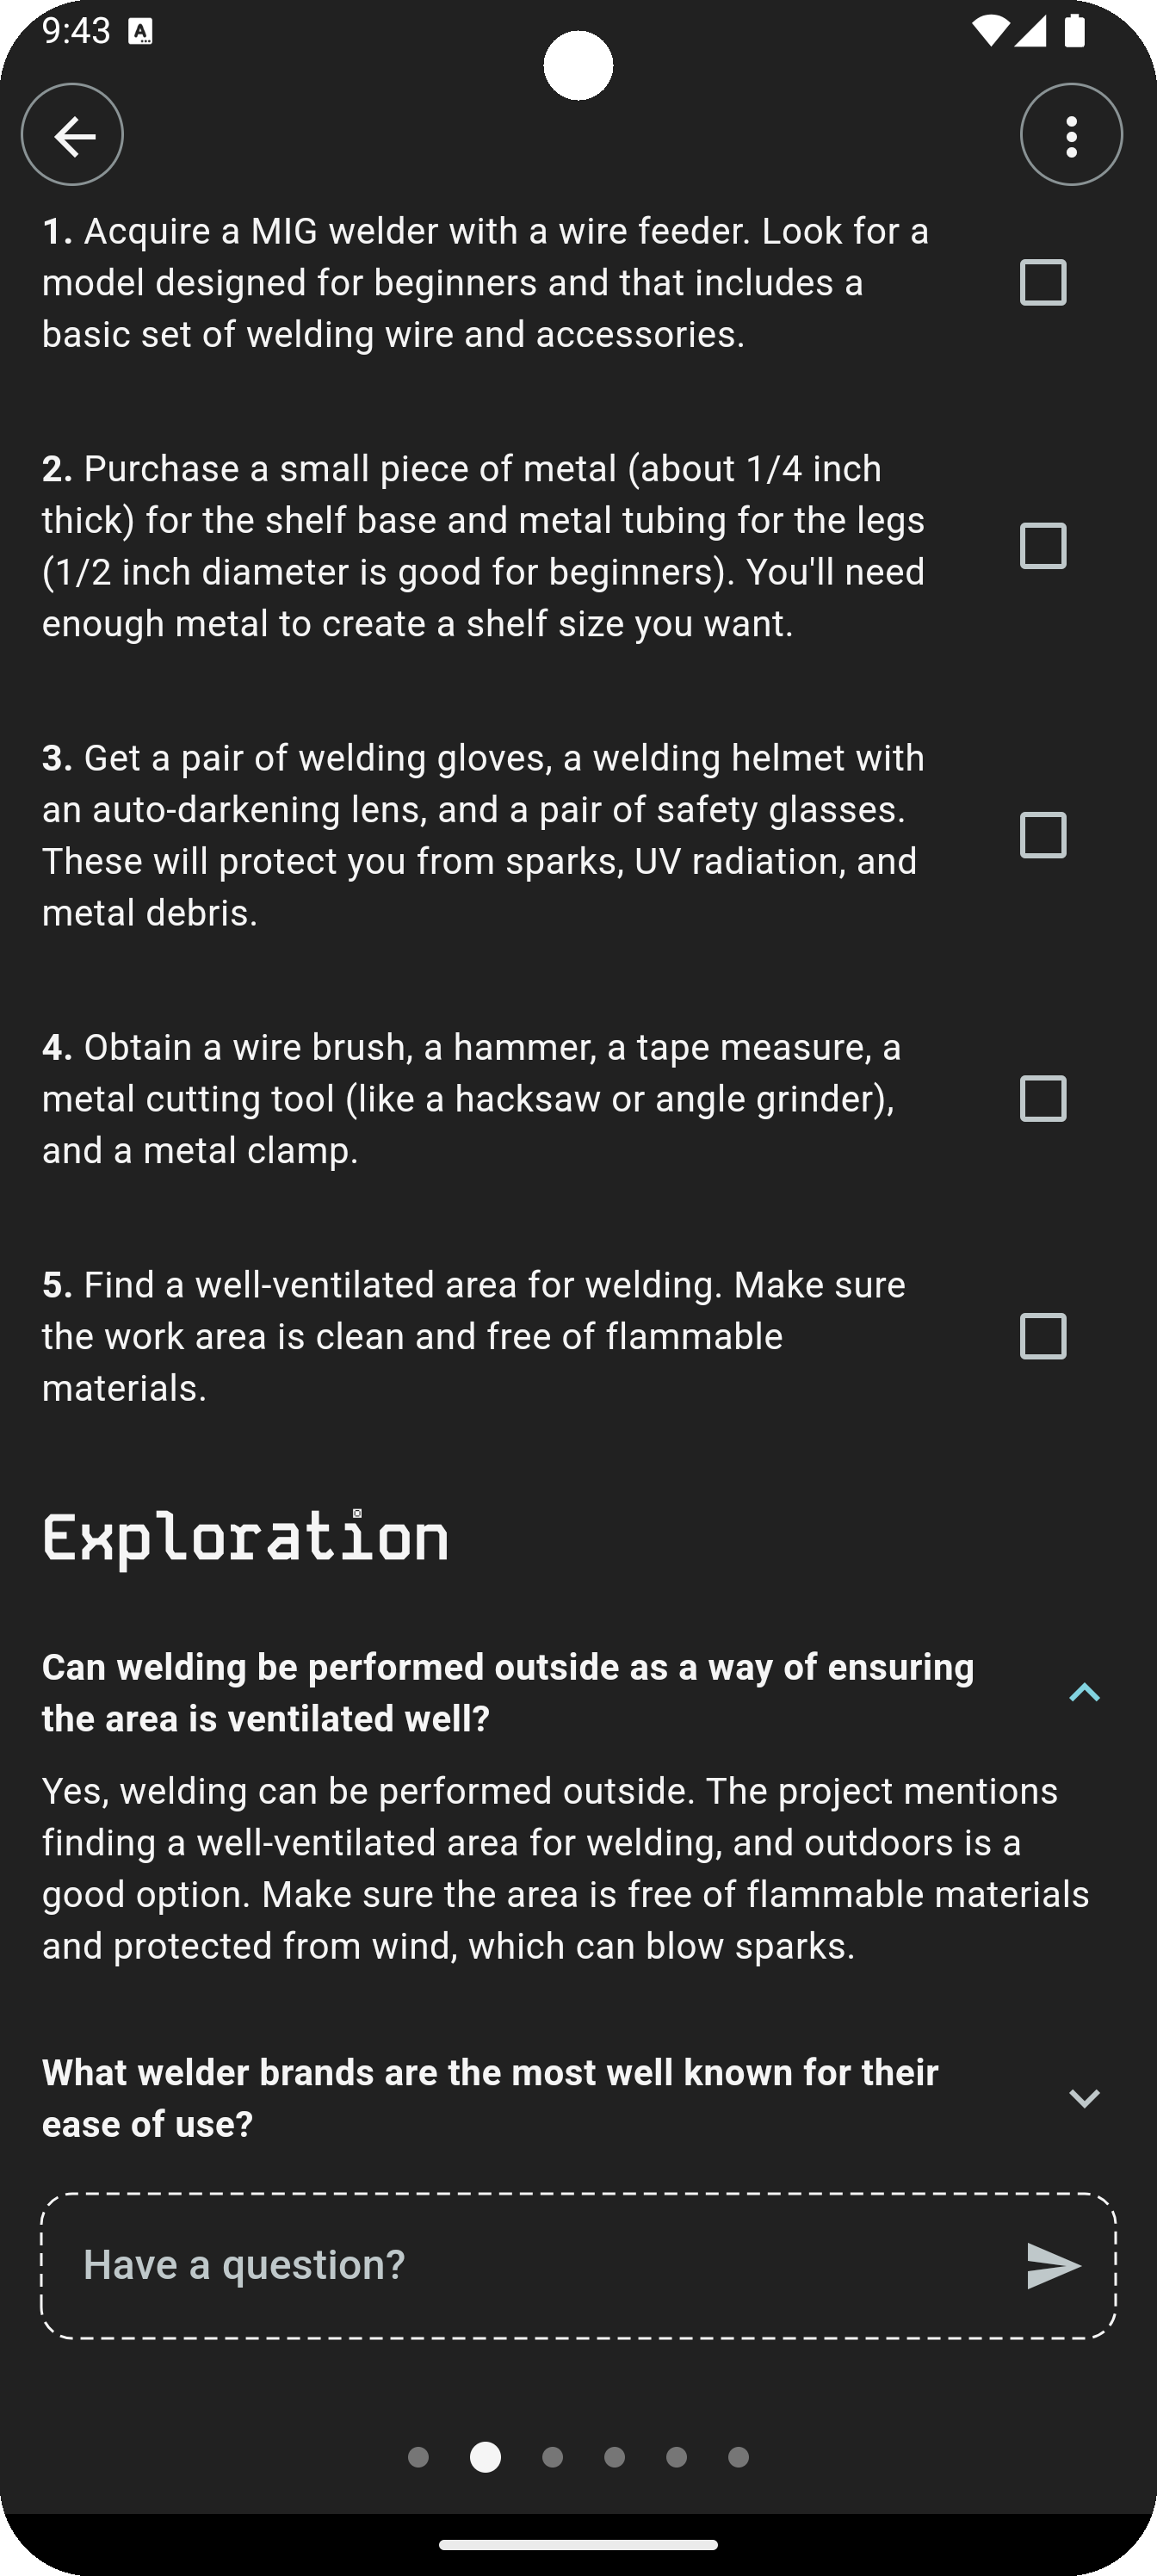 9:43
1. Acquire a MIG welder with a wire feeder. Look for a
model designed for beginners and that includes a
basic set of welding wire and accessories.
2. Purchase a small piece of metal (about 1/4 inch
thick) for the shelf base and metal tubing for the legs
(1/2 inch diameter is good for beginners). You'll need
enough metal to create a shelf size you want.
3. Get a pair of welding gloves, a welding helmet with
an auto-darkening lens, and a pair of safety glasses.
These will protect you from sparks, UV radiation, and
metal debris.
4. Obtain a wire brush, a hammer, a tape measure, a
metal cutting tool (like a hacksaw or angle grinder),
and a metal clamp.
5. Find a well-ventilated area for welding. Make sure
the work area is clean and free of flammable
materials.
Exploration
Can welding be performed outside as a way of ensuring
the area is ventilated well?
Yes, welding can be performed outside. The project mentions
finding a well-ventilated area for welding, and outdoors is a
good option. Make sure the area is free of flammable materials
and protected from wind, which can blow sparks.
What welder brands are the most well known for their
ease of use?
Have a question?